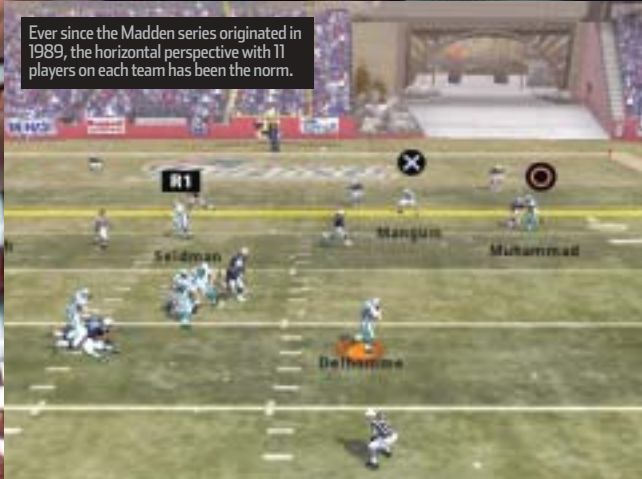 Ever since the Madden series originated in
1989, the horizontal perspective with 11
players on each team has been the norm.
R1
Mangum
Muhammad
Seidman
Delhomme